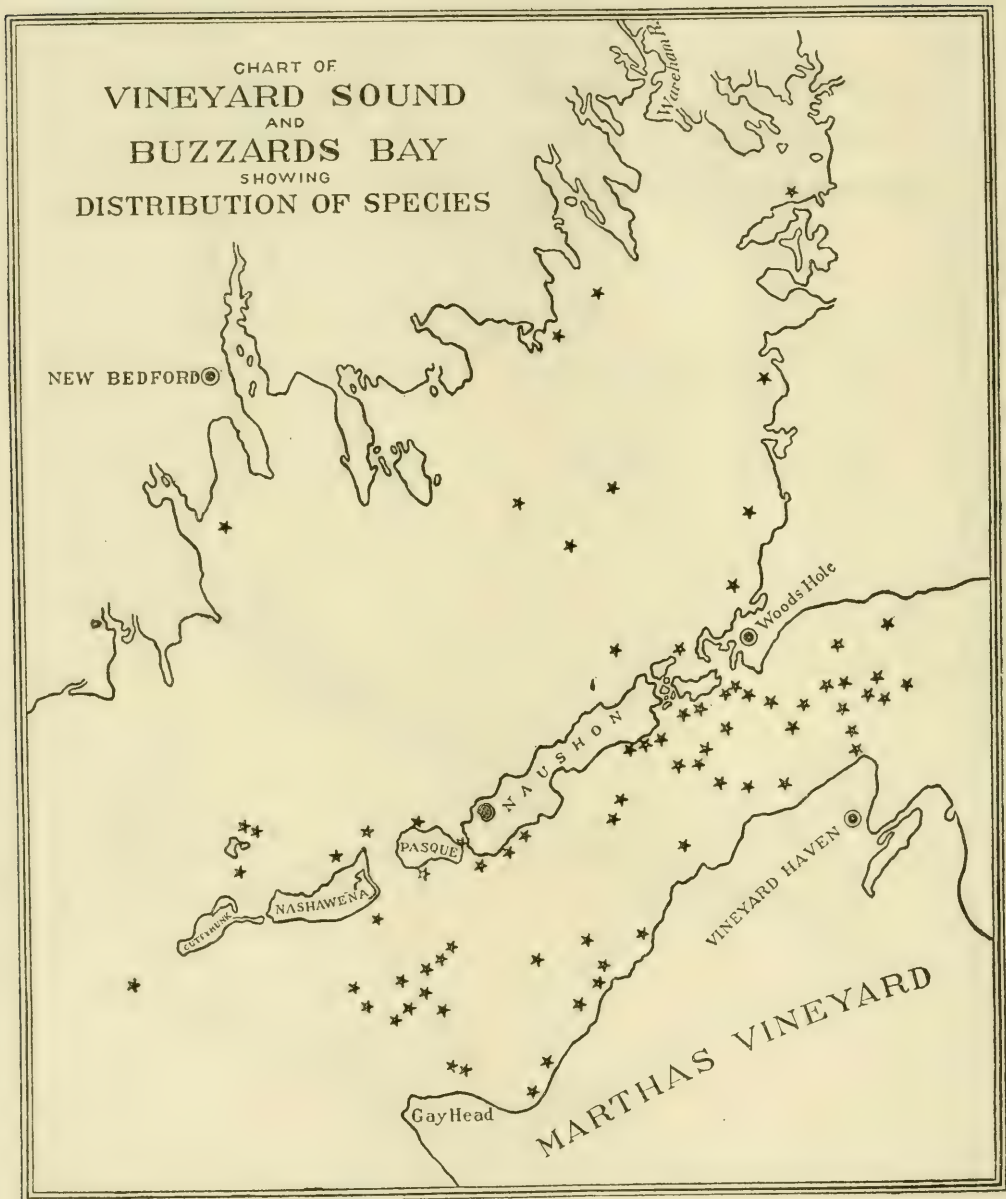 CHART OF
VINEYARD SOUND
AND
BUZZARDS BAY
SHOWING
DISTRIBUTION OF SPECIES
Wareham R.
NEW BEDFORD
Woods Hole
NAUSHON
PASQUE
NASHAWENA
CUTTYHUNK
VINEYARD HAVEN
MARTHAS VINEYARD
Gay Head